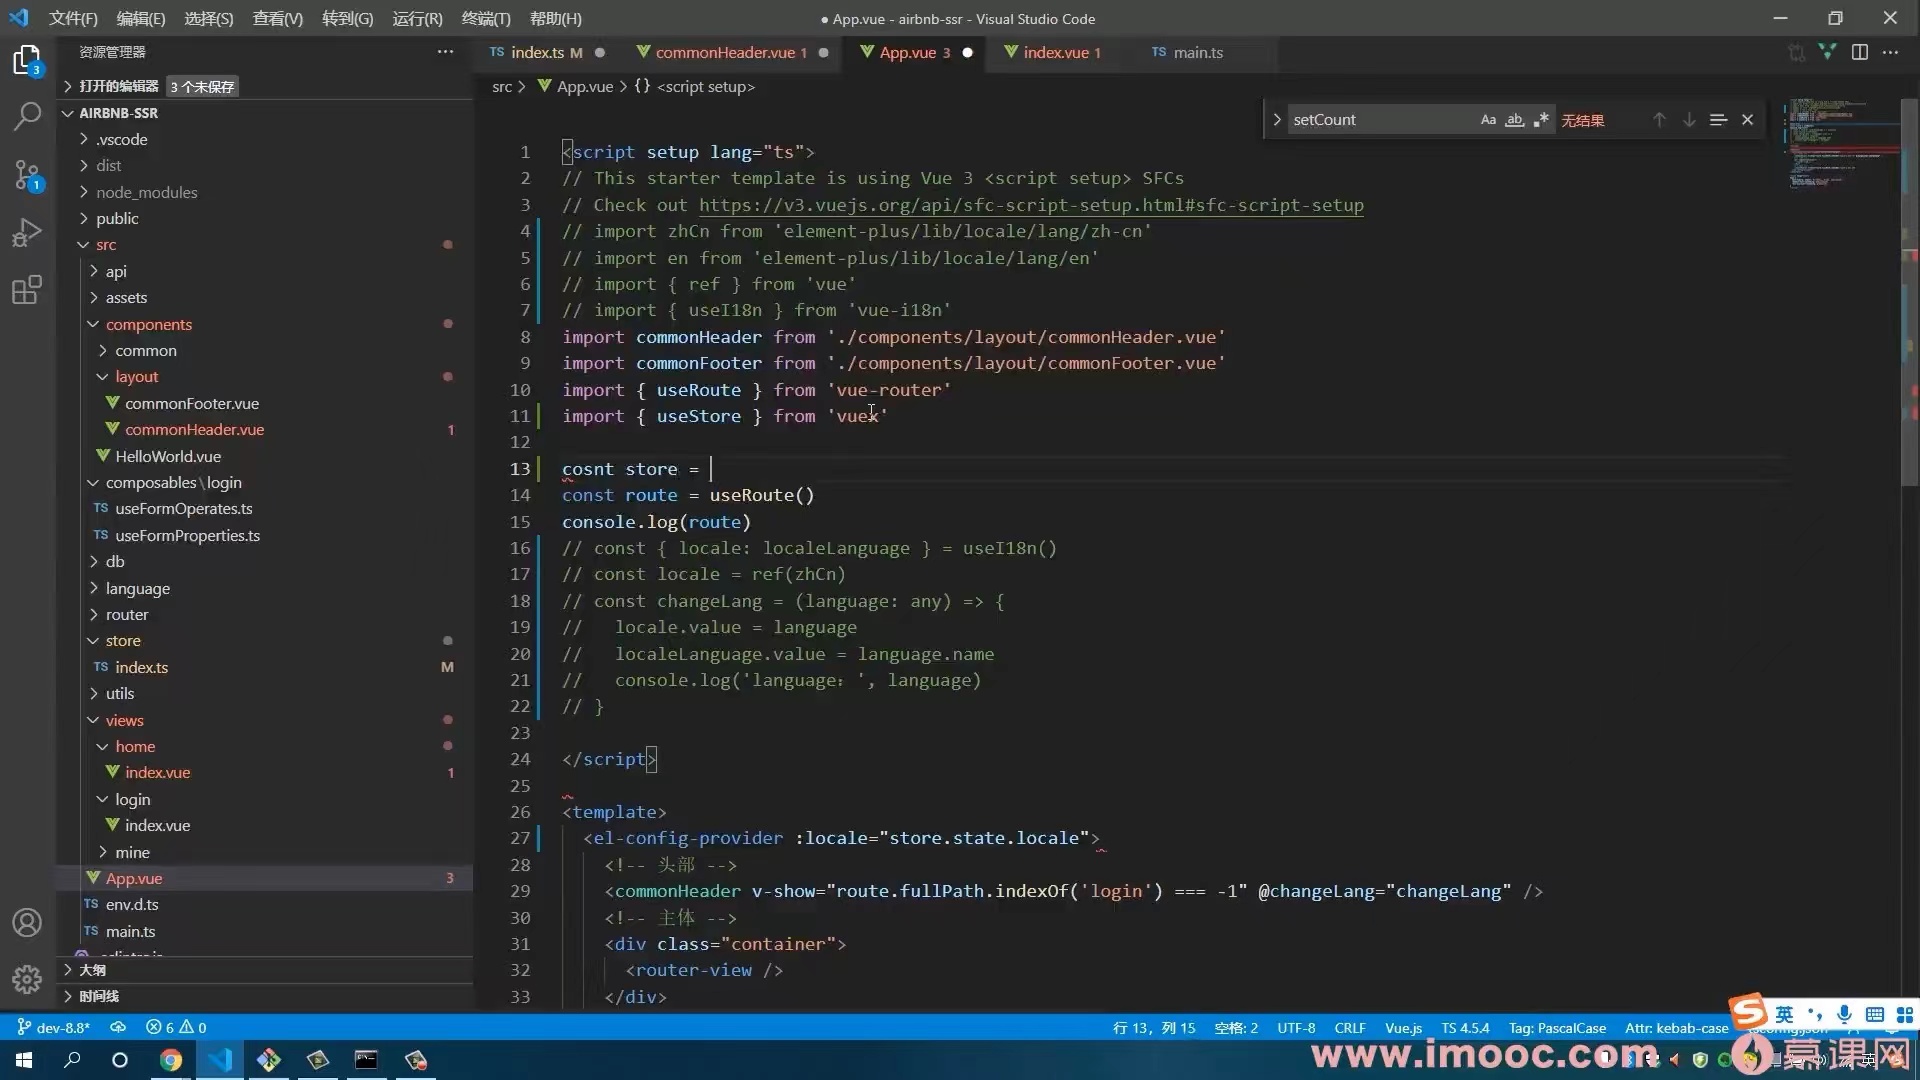 文件(F) 编辑(E) 选择(S) 查看(V) 转到(G) 运行(R) 终端(T) 帮助(H)
● App.vue - airbnb-ssr - Visual Studio Code
资源管理器
index.ts M
commonHeader.vue 1
App.vue 3
index.vue 1
TS main.ts
打开的编辑器 3 个未保存
src > App.vue > {} <script setup>
AIRBNB-SSR
.vscode
dist
node_modules
public
src
api
assets
components
common
layout
commonFooter.vue
commonHeader.vue 1
HelloWorld.vue
composables \ login
TS useFormOperates.ts
TS useFormProperties.ts
db
language
router
store
TS index.ts M
utils
views
home
index.vue 1
login
index.vue
mine
App.vue 3
TS env.d.ts
TS main.ts
大纲
时间线
setCount Aa ab 无结果
1 <script setup lang="ts">
2 // This starter template is using Vue 3 <script setup> SFCs
3 // Check out https://v3.vuejs.org/api/sfc-script-setup.html#sfc-script-setup
4 // import zhCn from 'element-plus/lib/locale/lang/zh-cn'
5 // import en from 'element-plus/lib/locale/lang/en'
6 // import { ref } from 'vue'
7 // import { useI18n } from 'vue-i18n'
8 import commonHeader from './components/layout/commonHeader.vue'
9 import commonFooter from './components/layout/commonFooter.vue'
10 import { useRoute } from 'vue-router'
11 import { useStore } from 'vuex'
12
13 cosnt store =
14 const route = useRoute()
15 console.log(route)
16 // const { locale: localeLanguage } = useI18n()
17 // const locale = ref(zhCn)
18 // const changeLang = (language: any) => {
19 //   locale.value = language
20 //   localeLanguage.value = language.name
21 //   console.log('language: ', language)
22 // }
23
24 </script>
25
26 <template>
27 <el-config-provider :locale="store.state.locale">
28 <!-- 头部 -->
29 <commonHeader v-show="route.fullPath.indexOf('login') === -1" @changeLang="changeLang" />
30 <!-- 主体 -->
31 <div class="container">
32 <router-view />
33 </div>
dev-8.8* 6 0
行 13，列 15 空格: 2 UTF-8 CRLF Vue.js TS 4.5.4 Tag: PascalCase Attr: kebab-case
英
www.imooc.com 慕课网